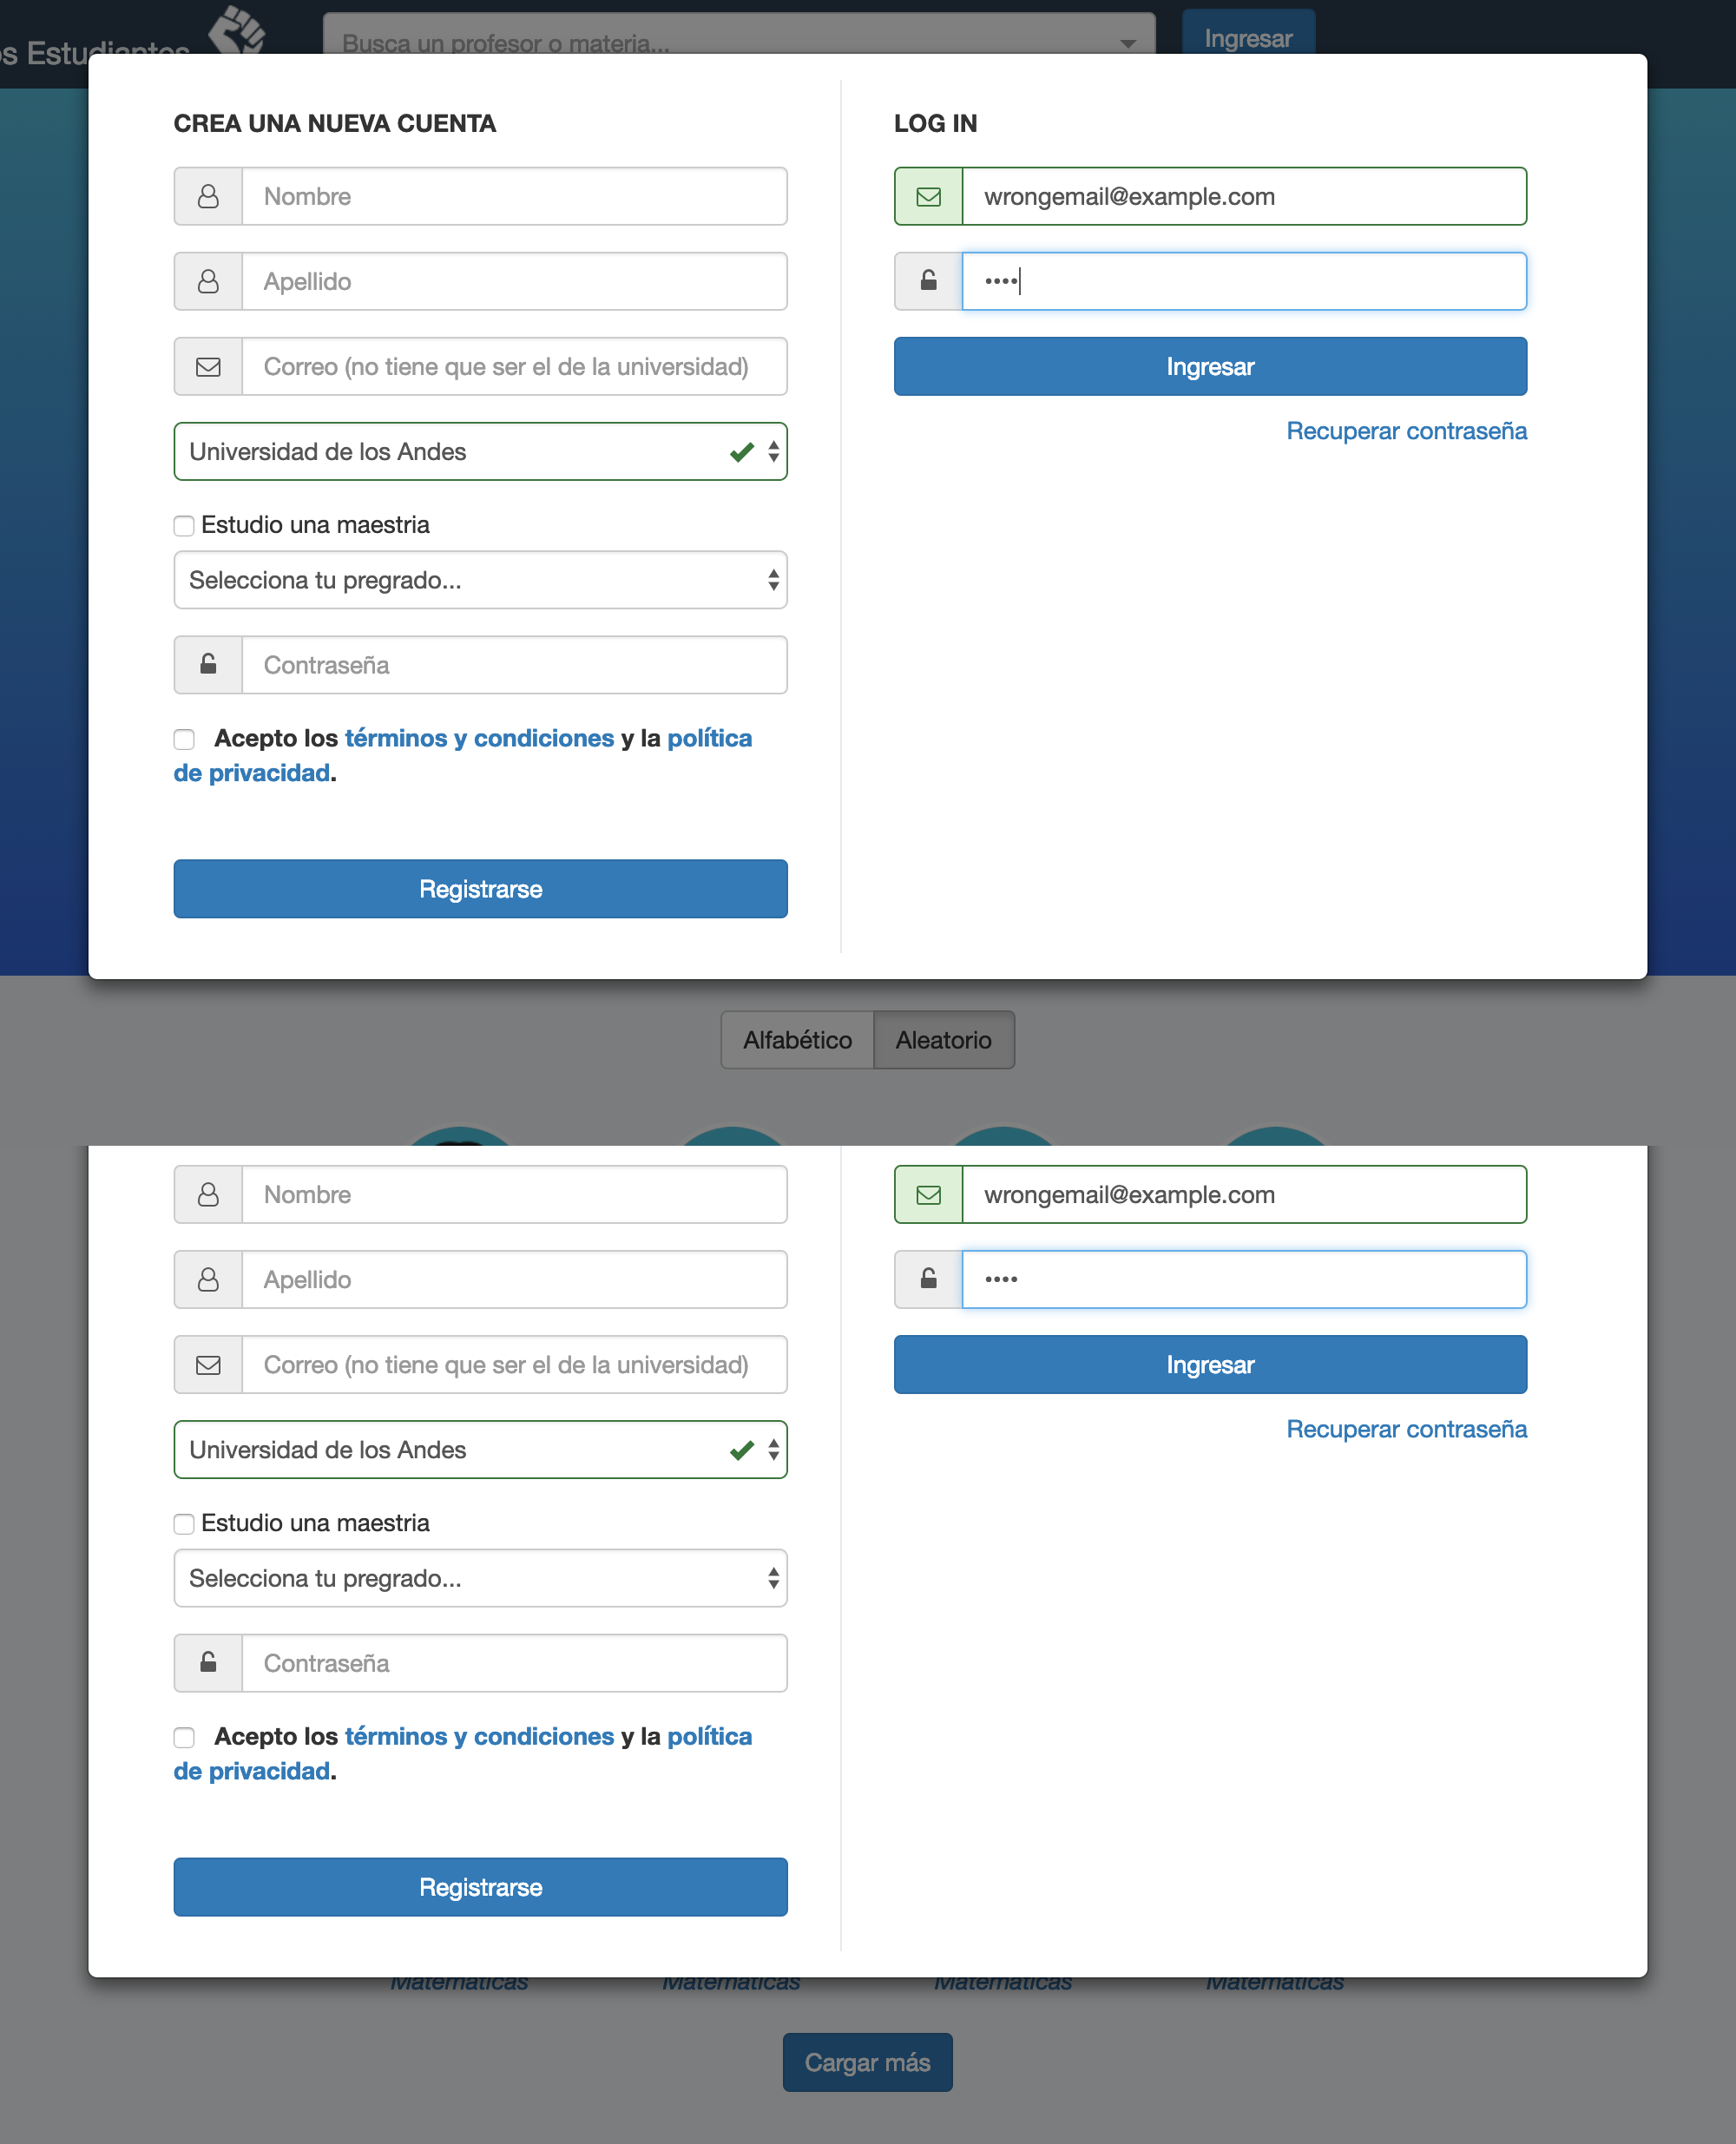 s Estudiantes
Busca un profesor o materia...
Ingresar
CREA UNA NUEVA CUENTA
Nombre
Apellido
Correo (no tiene que ser el de la universidad)
Universidad de los Andes
Estudio una maestria
Selecciona tu pregrado...
Contraseña
Acepto los términos y condiciones y la política
de privacidad.
Registrarse
LOG IN
wrongemail@example.com
••••
Ingresar
Recuperar contraseña
Alfabético
Aleatorio
Nombre
Apellido
Correo (no tiene que ser el de la universidad)
Universidad de los Andes
Estudio una maestria
Selecciona tu pregrado...
Contraseña
Acepto los términos y condiciones y la política
de privacidad.
Registrarse
wrongemail@example.com
••••
Ingresar
Recuperar contraseña
Matemáticas
Matemáticas
Matemáticas
Matemáticas
Cargar más